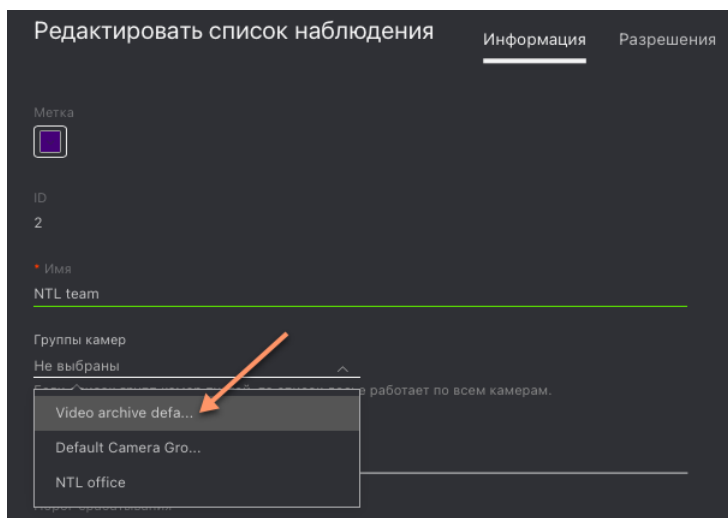 Редактировать список наблюдения
Информация
Разрешения
Метка
ID
2
* Имя
NTL team
Группы камер
Не выбраны
работает по всем камерам.
Video archive defa...
Default Camera Gro...
NTL office